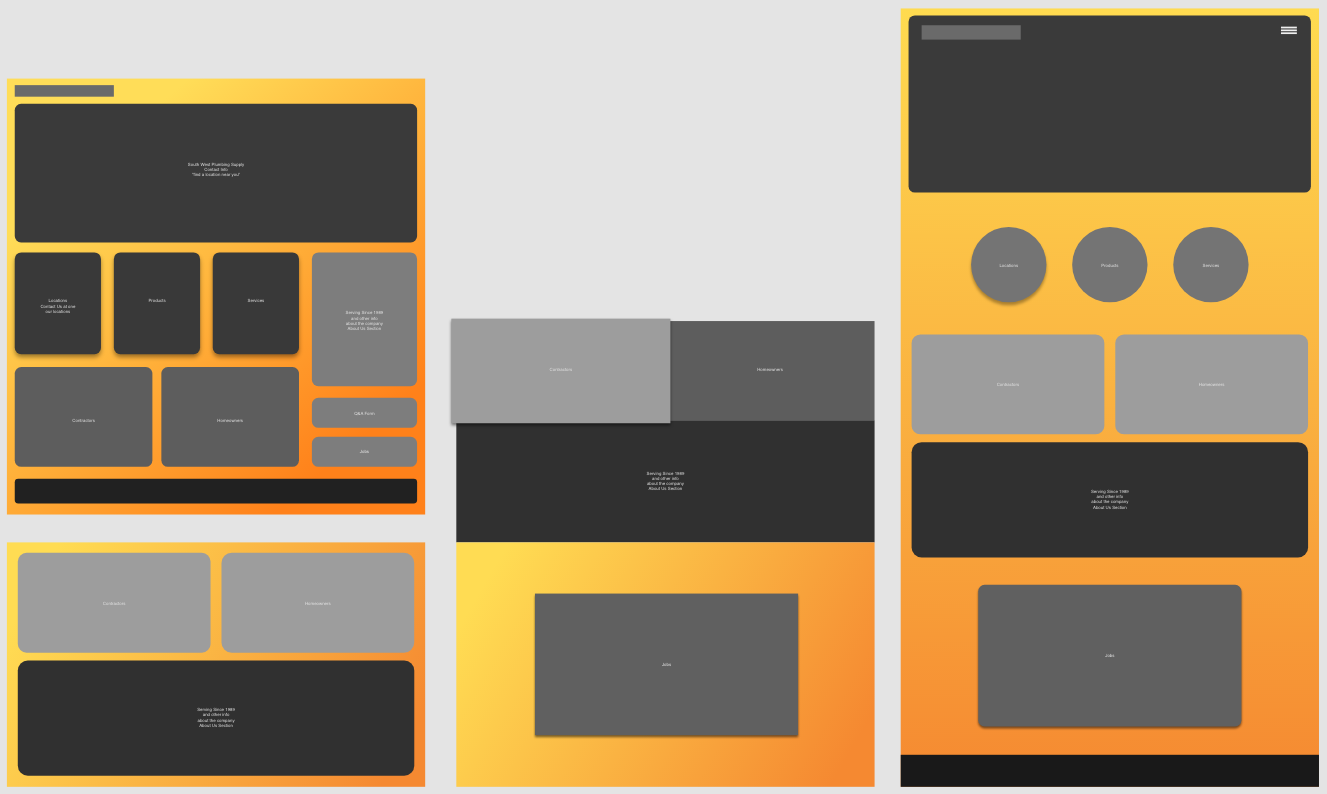 South West Plumbing Supply
Contact Info
"find a location near you"
Locations
Contact Us at one
our locations
Products
Services
Serving Since 1989
and other info
about the company
About Us Section
Contractors
Homeowners
Q&A Form
Jobs
Contractors
Homeowners
Serving Since 1989
and other info
about the company
About Us Section
Contractors
Homeowners
Serving Since 1989
and other info
about the company
About Us Section
Jobs
Locations
Products
Services
Contractors
Homeowners
Serving Since 1989
and other info
about the company
About Us Section
Jobs